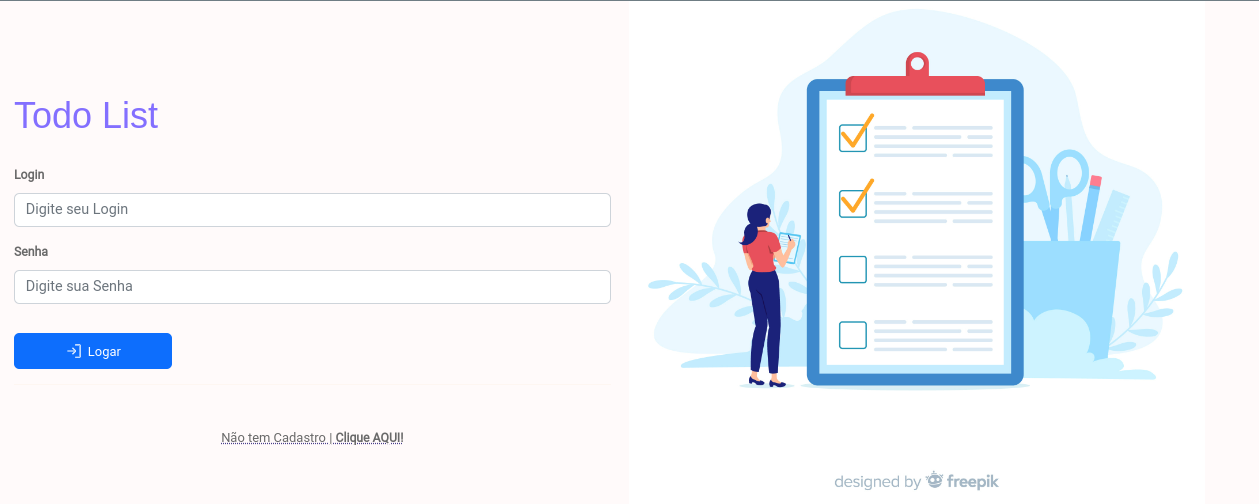 Todo List
Login
Digite seu Login
Senha
Digite sua Senha
Logar
Não tem Cadastro | Clique AQUI!
designed by freepik